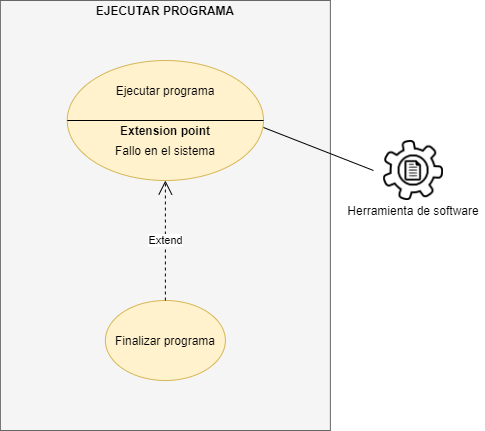 EJECUTAR PROGRAMA
Ejecutar programa
Extension point
Fallo en el sistema
Herramienta de software
Extend
Finalizar programa